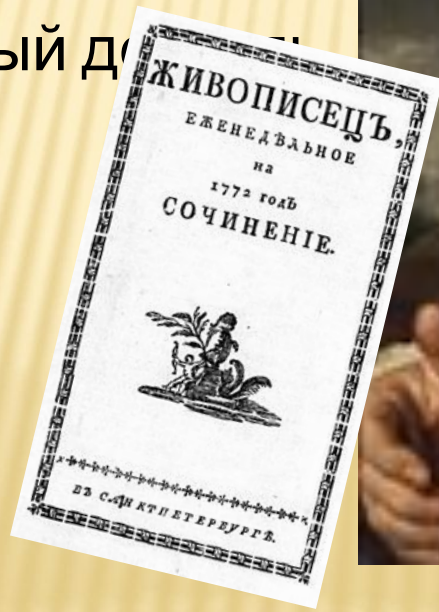 ый
ЖИВОПИСЕЦЪ,
ЕЖЕНЕДѢЛЬНОЕ
на
1772 годЪ
СОЧИНЕНІЕ.
ВЪ САНКТПЕТЕРБУРГѢ.